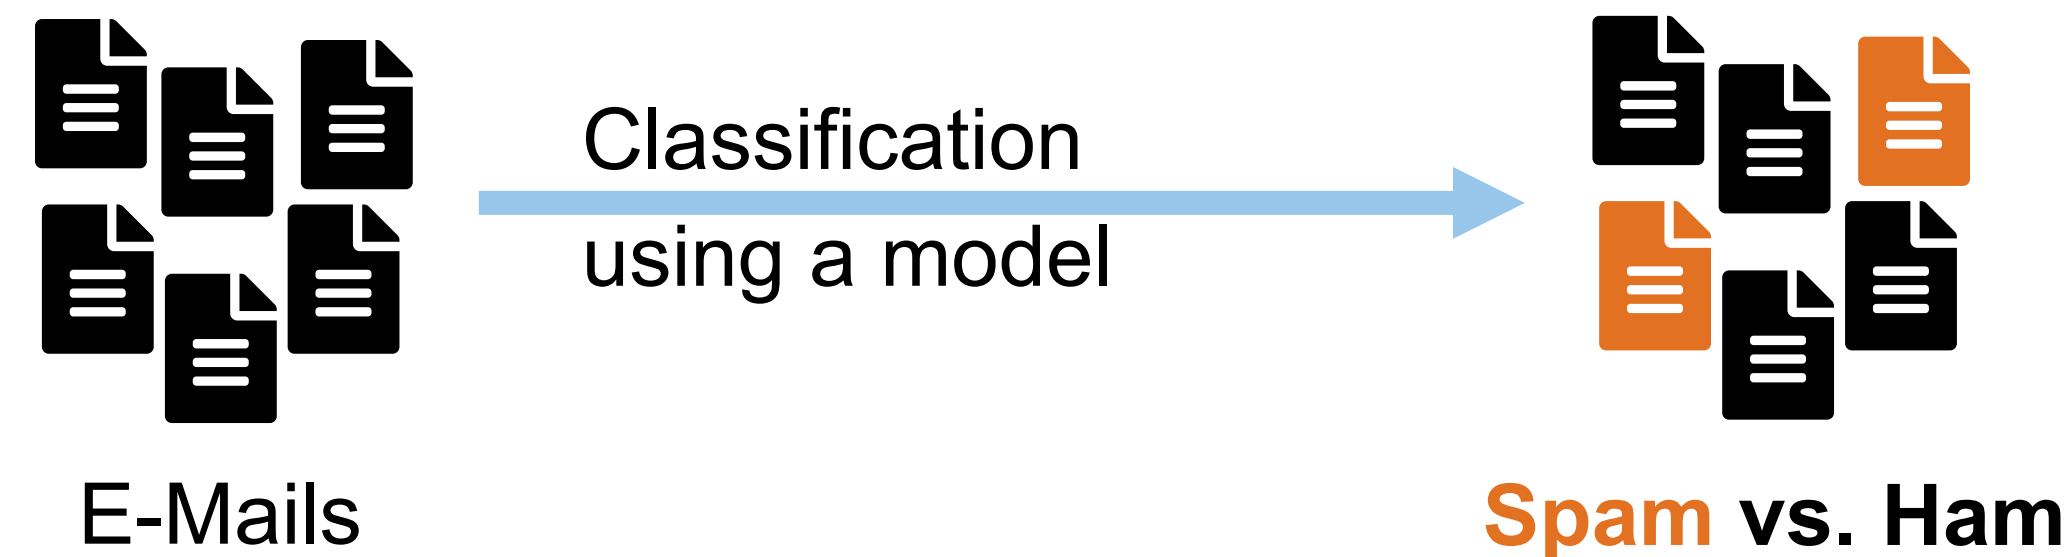 Classification
using a model
E-Mails
Spam vs. Ham